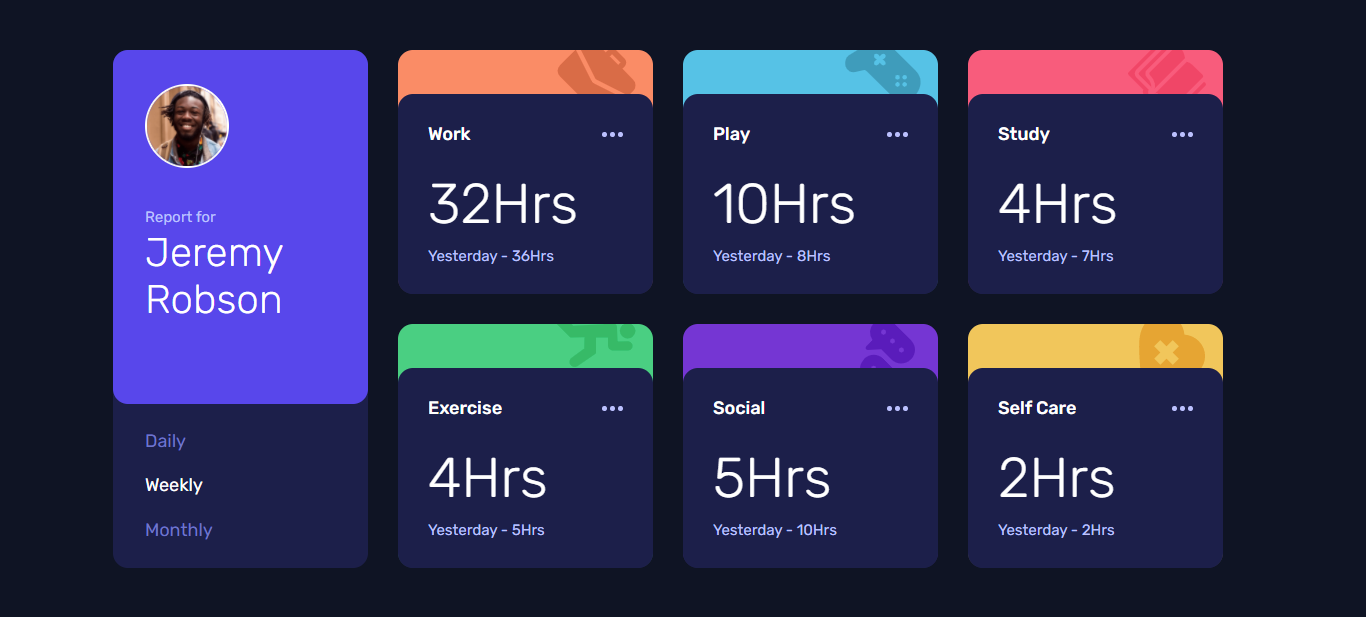 Report for
Jeremy
Robson
Daily
Weekly
Monthly
Work
32Hrs
Yesterday - 36Hrs
Play
10Hrs
Yesterday - 8Hrs
Study
4Hrs
Yesterday - 7Hrs
Exercise
4Hrs
Yesterday - 5Hrs
Social
5Hrs
Yesterday - 10Hrs
Self Care
2Hrs
Yesterday - 2Hrs